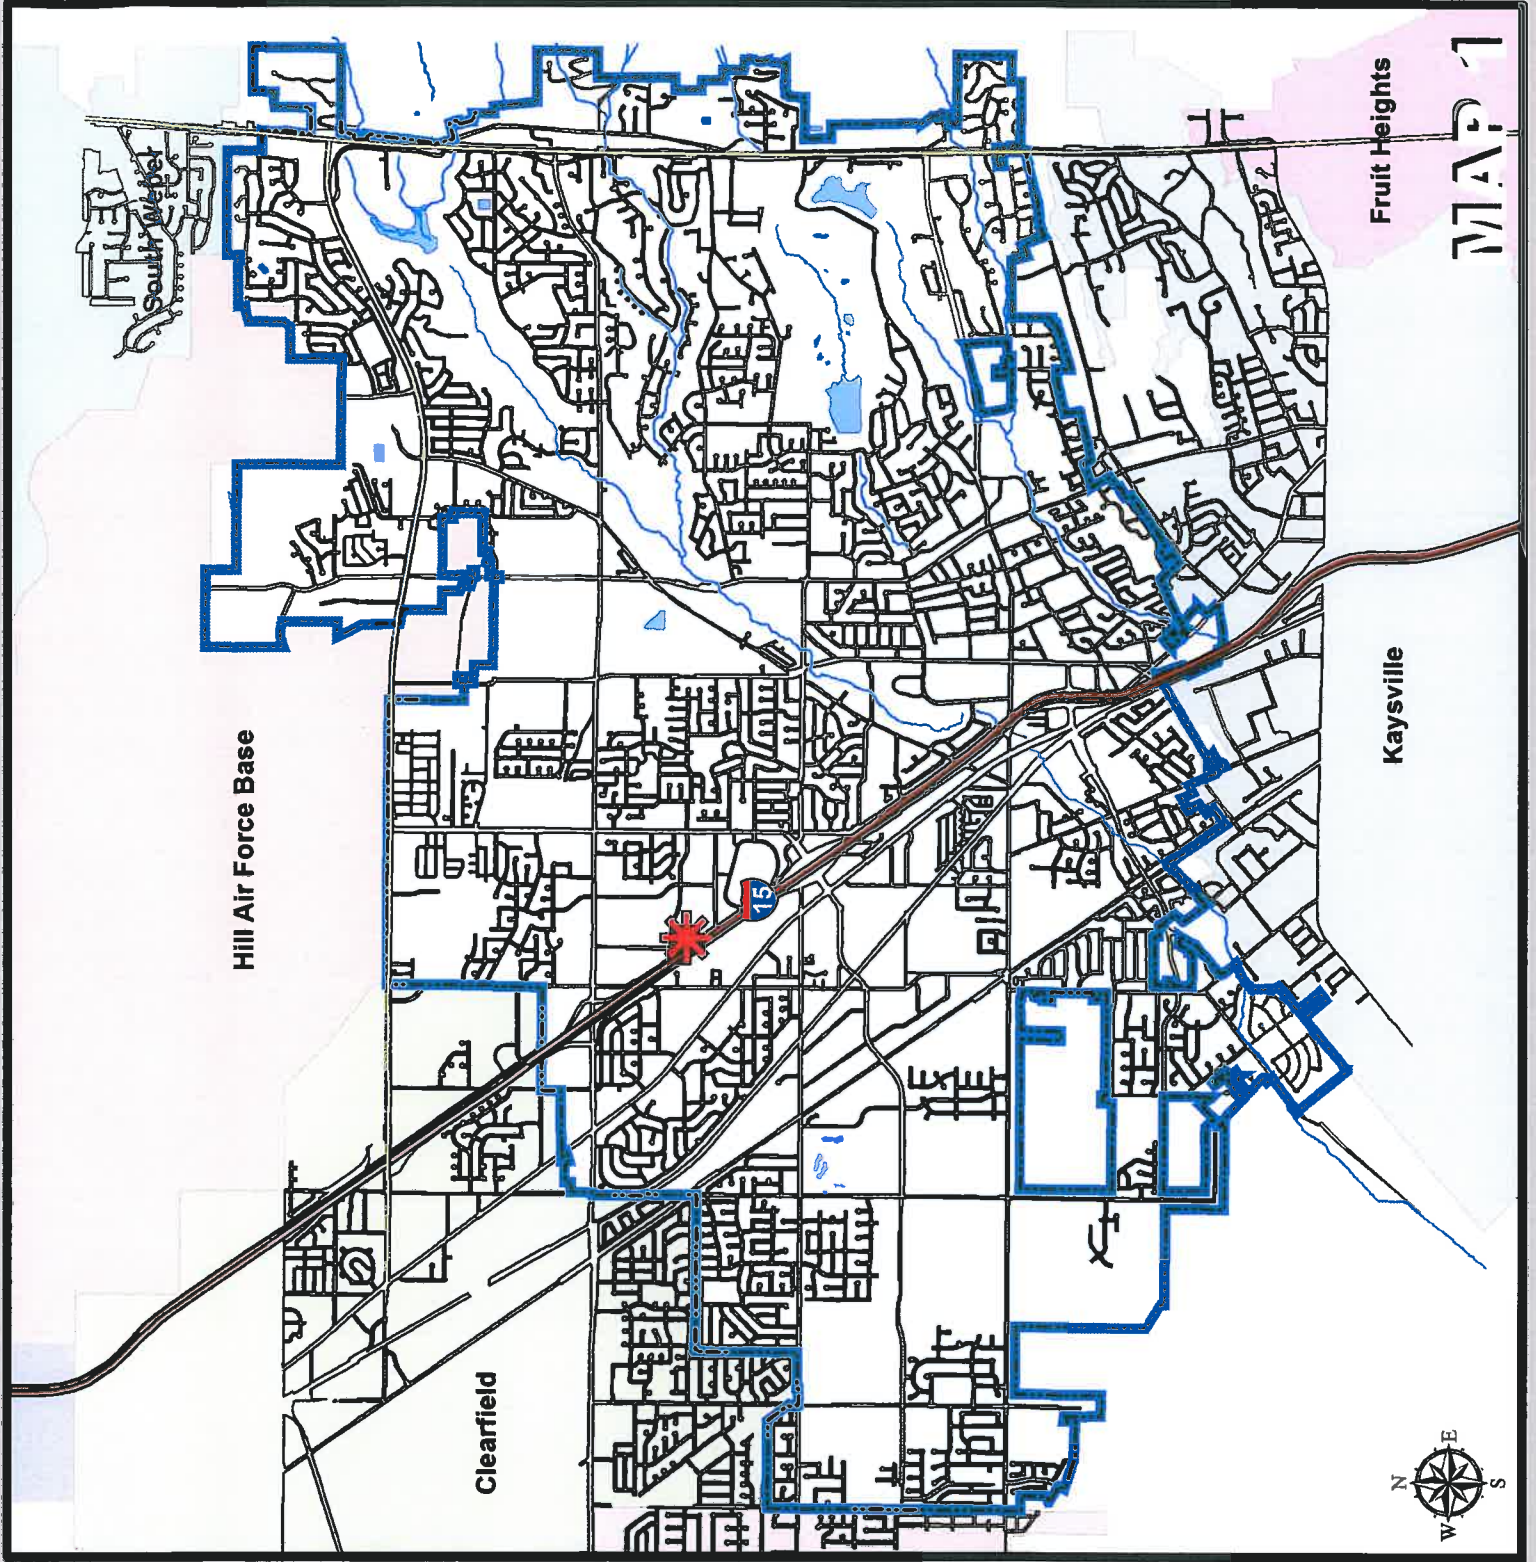 South Weber
Hill Air Force Base
Clearfield
15
Kaysville
Fruit Heights
MAP 1
N
W
E
S